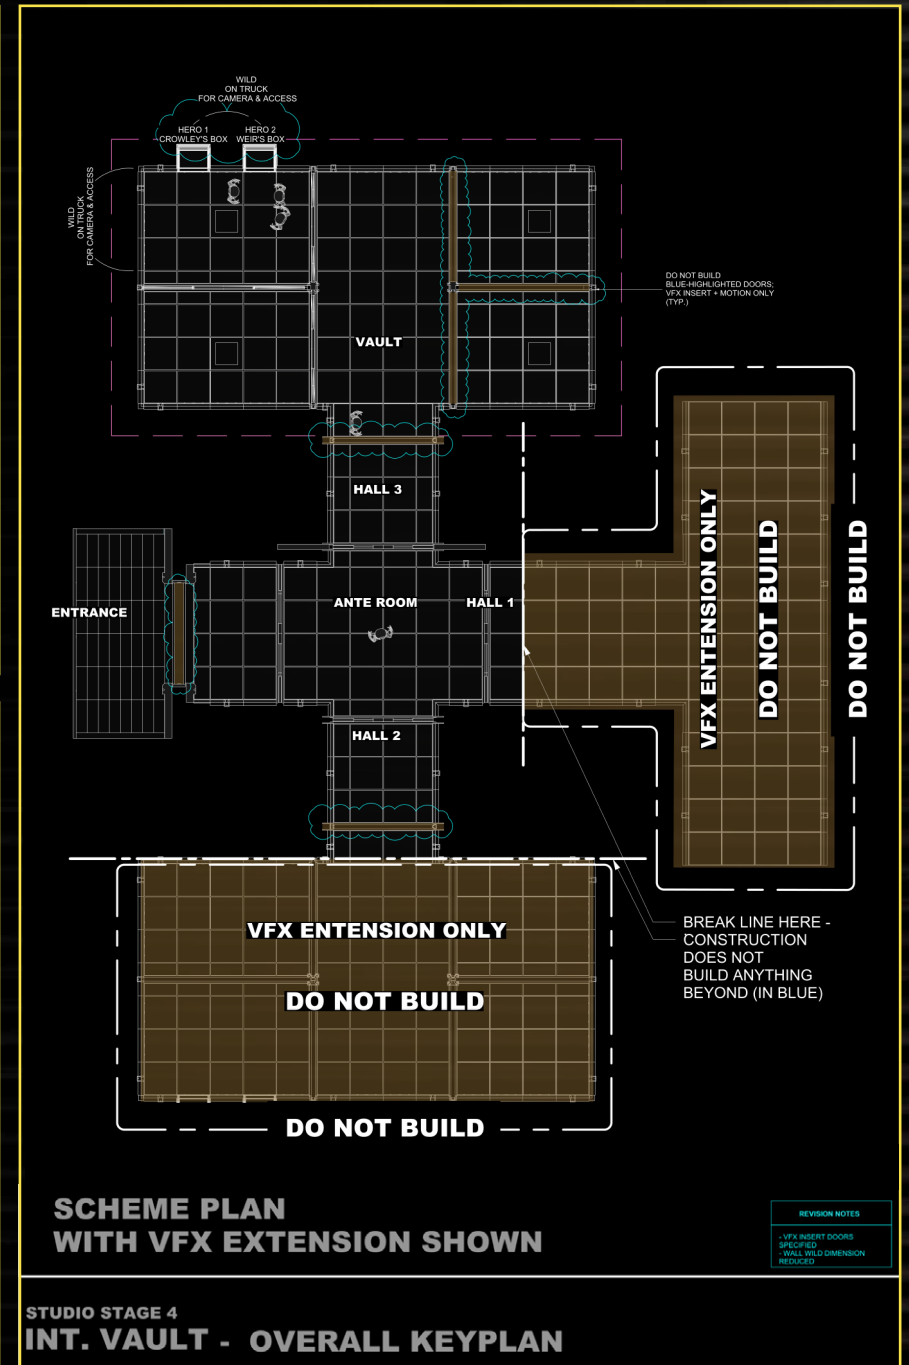 WILD
ON TRUCK
FOR CAMERA & ACCESS
HERO 1
CROWLEY'S BOX
HERO 2
WEIR'S BOX
WILD
ON TRUCK
FOR CAMERA & ACCESS
DO NOT BUILD
BLUE-HIGHLIGHTED DOORS;
VFX INSERT + MOTION ONLY
(TYP.)
VAULT
HALL 3
ENTRANCE
ANTE ROOM
HALL 1
VFX EXTENSION ONLY
DO NOT BUILD
DO NOT BUILD
HALL 2
BREAK LINE HERE -
CONSTRUCTION
DOES NOT
BUILD ANYTHING
BEYOND (IN BLUE)
VFX ENTENSION ONLY
DO NOT BUILD
DO NOT BUILD
SCHEME PLAN
WITH VFX EXTENSION SHOWN
REVISION NOTES
- VFX INSERT DOORS
SPECIFIED
- WALL WILD DIMENSION
REDUCED
STUDIO STAGE 4
INT. VAULT - OVERALL KEYPLAN